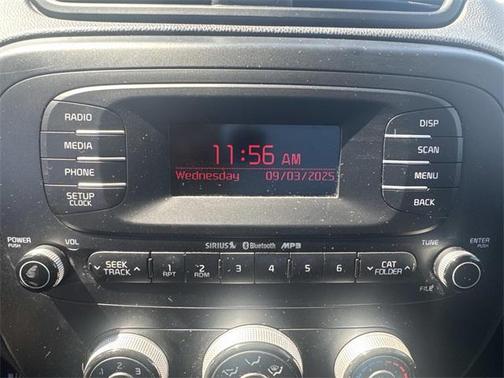 RADIO
MEDIA
PHONE
SETUP
CLOCK
11:56 AM
Wednesday 09/03/2025
DISP
SCAN
MENU
BACK
POWER
PUSH
VOL
SIRIUS Bluetooth MP3
TUNE
ENTER
PUSH
SEEK
TRACK
1
RPT
2
RDM
3
4
5
6
CAT
FOLDER
FILE